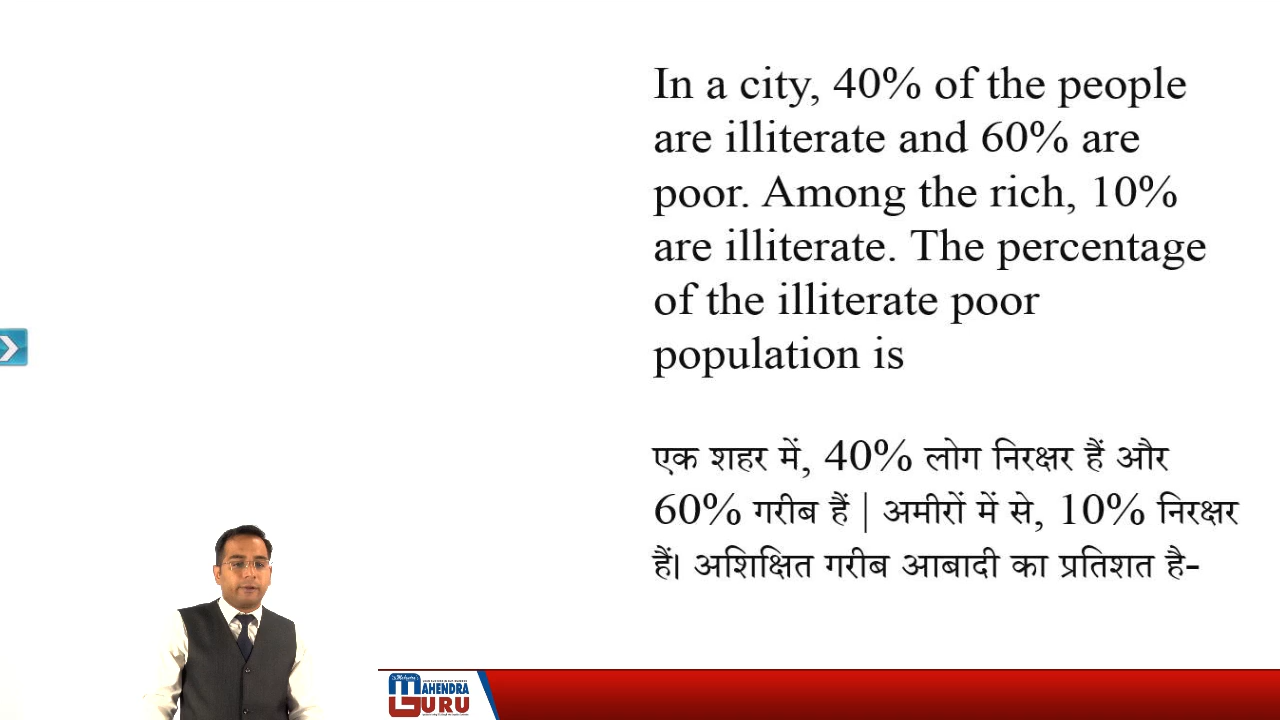 In a city, 40% of the people
are illiterate and 60% are
poor. Among the rich, 10%
are illiterate. The percentage
of the illiterate poor
population is
एक शहर में, 40% लोग निरक्षर हैं और
60% गरीब हैं | अमीरों में से, 10% निरक्षर
हैं। अशिक्षित गरीब आबादी का प्रतिशत है-
MAHENDRA
GURU